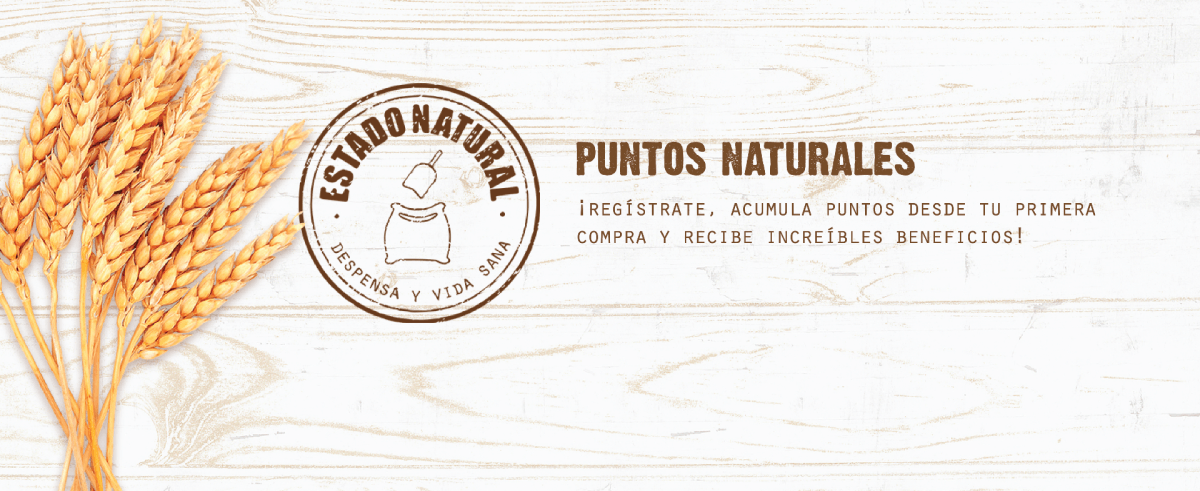 ESTADO NATURAL
DESPENSA Y VIDA SANA
PUNTOS NATURALES
¡REGÍSTRATE, ACUMULA PUNTOS DESDE TU PRIMERA
COMPRA Y RECIBE INCREÍBLES BENEFICIOS!